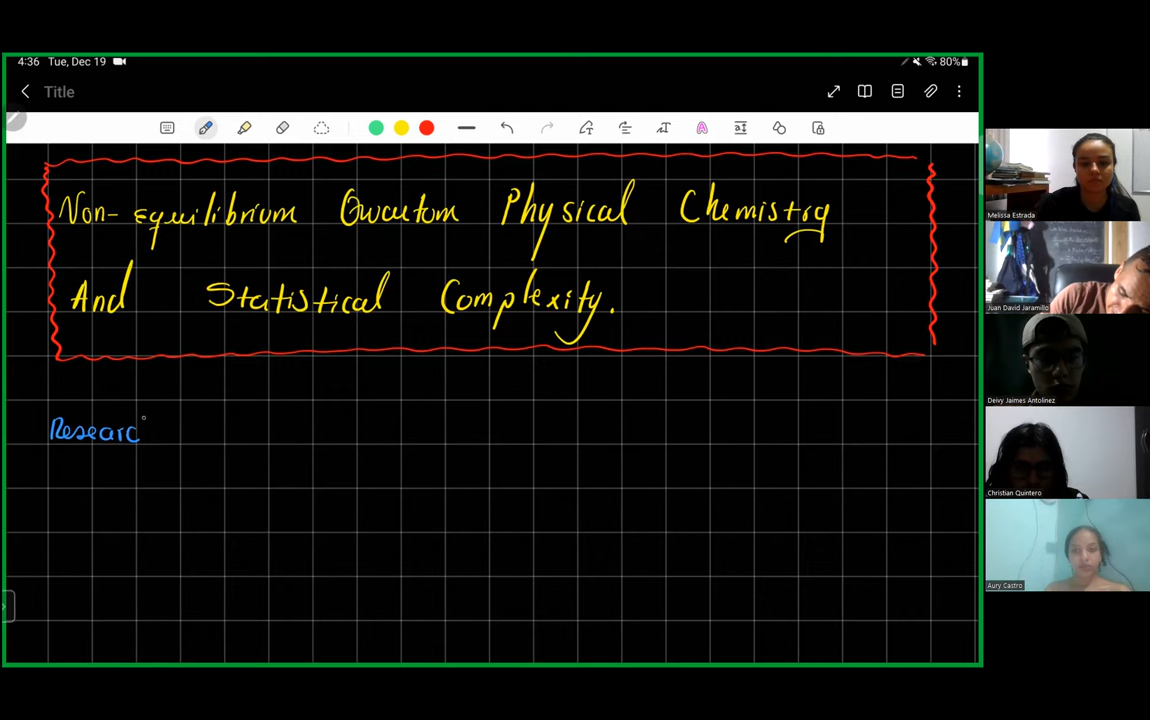 4:36 Tue, Dec 19
80%
Title
Non-equilibrium Quantum Physical Chemistry
And Statistical Complexity.
Researc
Melissa Estrada
Juan David Jaramillo
Deivy Jaimes Antolinez
Christian Quintero
Aury Castro